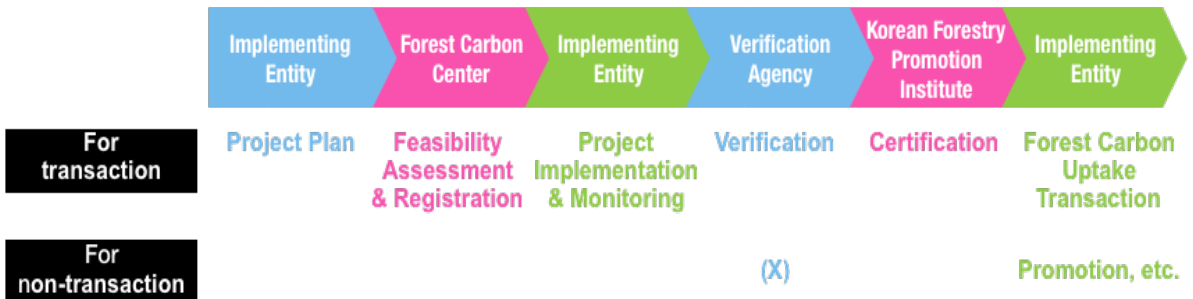 Implementing
Entity
Forest Carbon
Center
Implementing
Entity
Verification
Agency
Korean Forestry
Promotion
Institute
Implementing
Entity
For
transaction
Project Plan
Feasibility
Assessment
& Registration
Project
Implementation
& Monitoring
Verification
Certification
Forest Carbon
Uptake
Transaction
For
non-transaction
(X)
Promotion, etc.